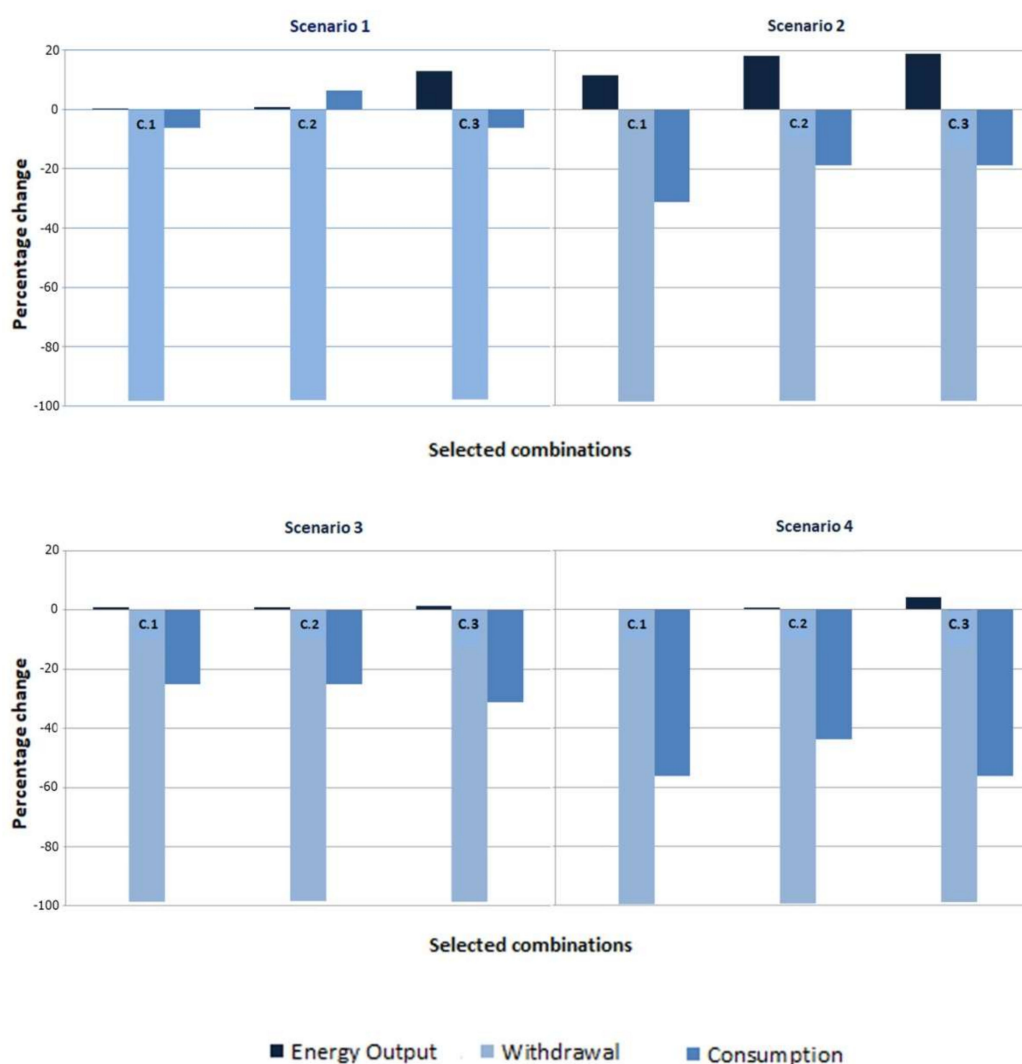 Scenario 1 Scenario 2
20
0
-20
-40
-60
-80
-100
Percentage change
C.1 C.2 C.3 C.1 C.2 C.3
Selected combinations
Scenario 3 Scenario 4
20
0
-20
-40
-60
-80
-100
Percentage change
C.1 C.2 C.3 C.1 C.2 C.3
Selected combinations
Energy Output Withdrawal Consumption